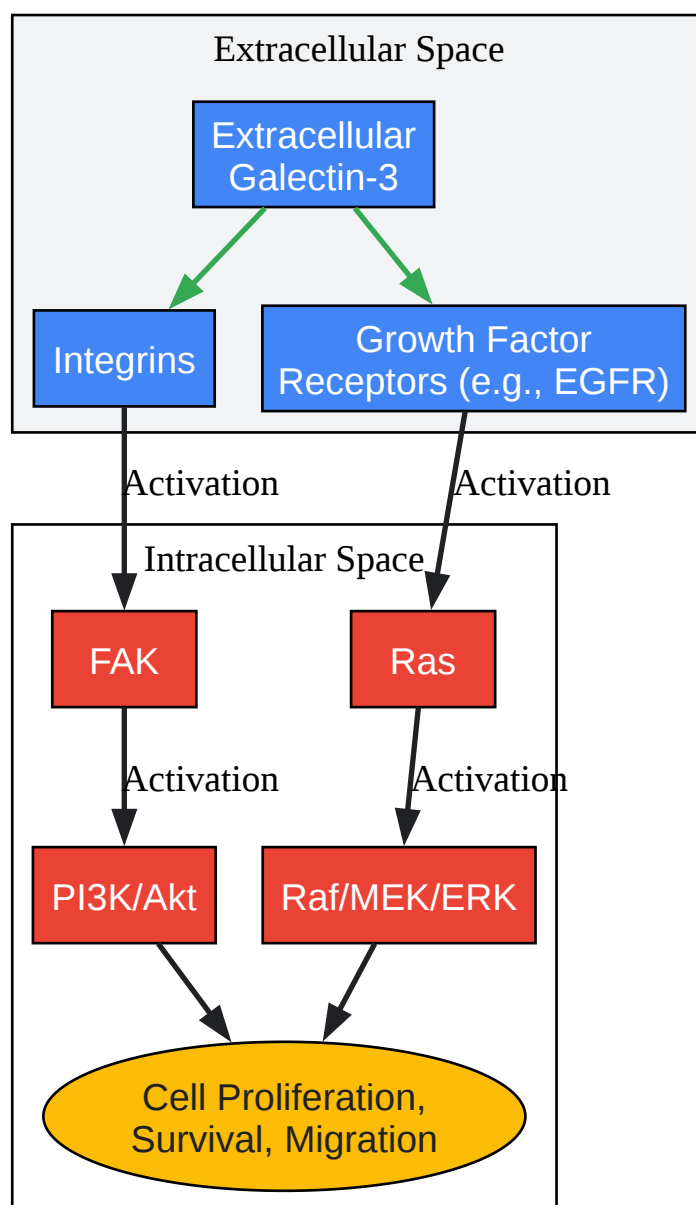 Extracellular Space
Extracellular
Galectin-3
Integrins
Growth Factor
Receptors (e.g., EGFR)
Activation
Activation
Intracellular Space
FAK
Ras
Activation
Activation
PI3K/Akt
Raf/MEK/ERK
Cell Proliferation,
Survival, Migration